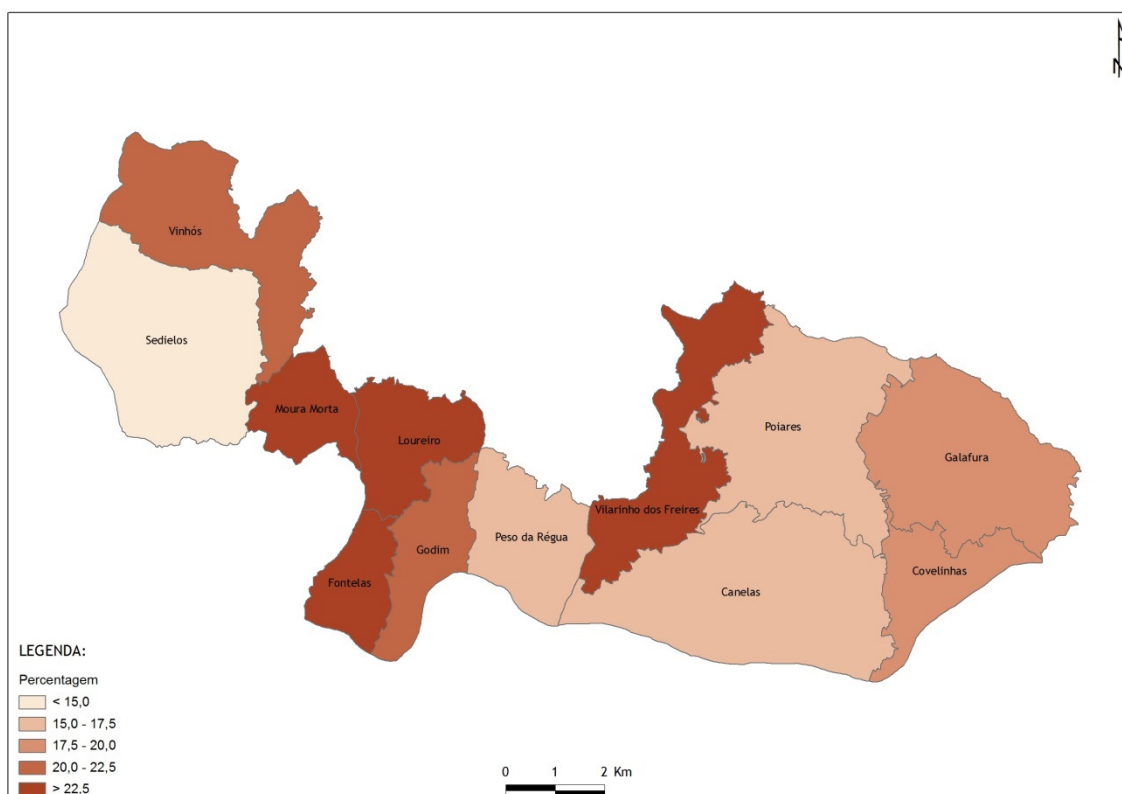 N
Vinhós
Sedielos
Moura Morta
Loureiro
Poiares
Galafura
Vilarinho dos Freires
Peso da Régua
Godim
Covelinhas
Fontelas
Canelas
LEGENDA:
Percentagem
< 15,0
15,0 - 17,5
17,5 - 20,0
20,0 - 22,5
> 22,5
0 1 2 Km